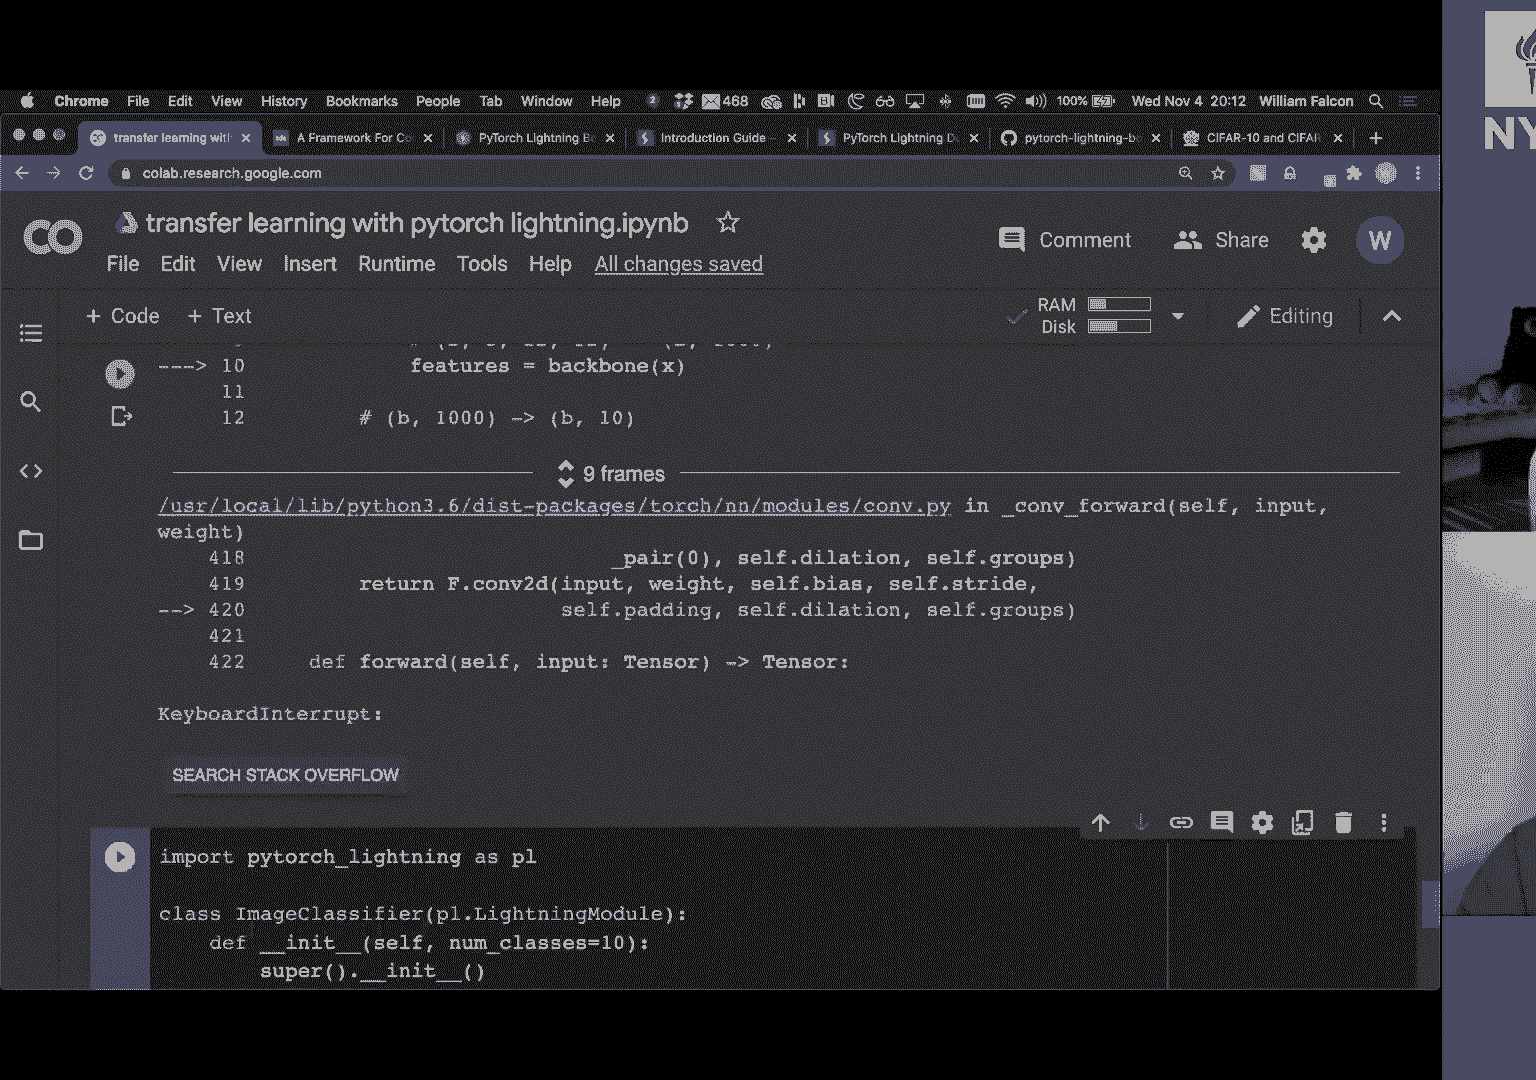 Chrome File Edit View History Bookmarks People Tab Window Help 2 468 100% Wed Nov 4 20:12 William Falcon
transfer learning with A Framework For Co PyTorch Lightning B Introduction Guide – PyTorch Lightning D pytorch-lightning-b CIFAR-10 and CIFAR
colab.research.google.com
NY
CO transfer learning with pytorch lightning.ipynb
Comment Share W
File Edit View Insert Runtime Tools Help All changes saved
+ Code + Text
RAM
Disk
Editing
---> 10 features = backbone(x)
11
12 # (b, 1000) -> (b, 10)
9 frames
/usr/local/lib/python3.6/dist-packages/torch/nn/modules/conv.py in _conv_forward(self, input,
weight)
418 _pair(0), self.dilation, self.groups)
419 return F.conv2d(input, weight, self.bias, self.stride,
--> 420 self.padding, self.dilation, self.groups)
421
422 def forward(self, input: Tensor) -> Tensor:
KeyboardInterrupt:
SEARCH STACK OVERFLOW
import pytorch_lightning as pl
class ImageClassifier(pl.LightningModule):
def __init__(self, num_classes=10):
super().__init__()